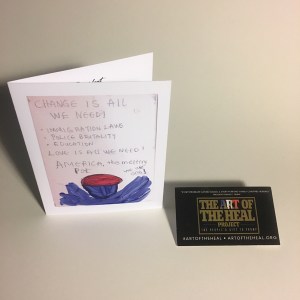 CHANGE IS ALL
WE NEED!
- IMMIGRATION LAWS
- POLICE BRUTALITY
- EDUCATION
LOVE IS ALL WE NEED!
AMERICA, the melting
POT
THE ART OF
THE HEAL
PROJECT
#ARTOFTHEHEAL • ARTOFTHEHEAL.ORG